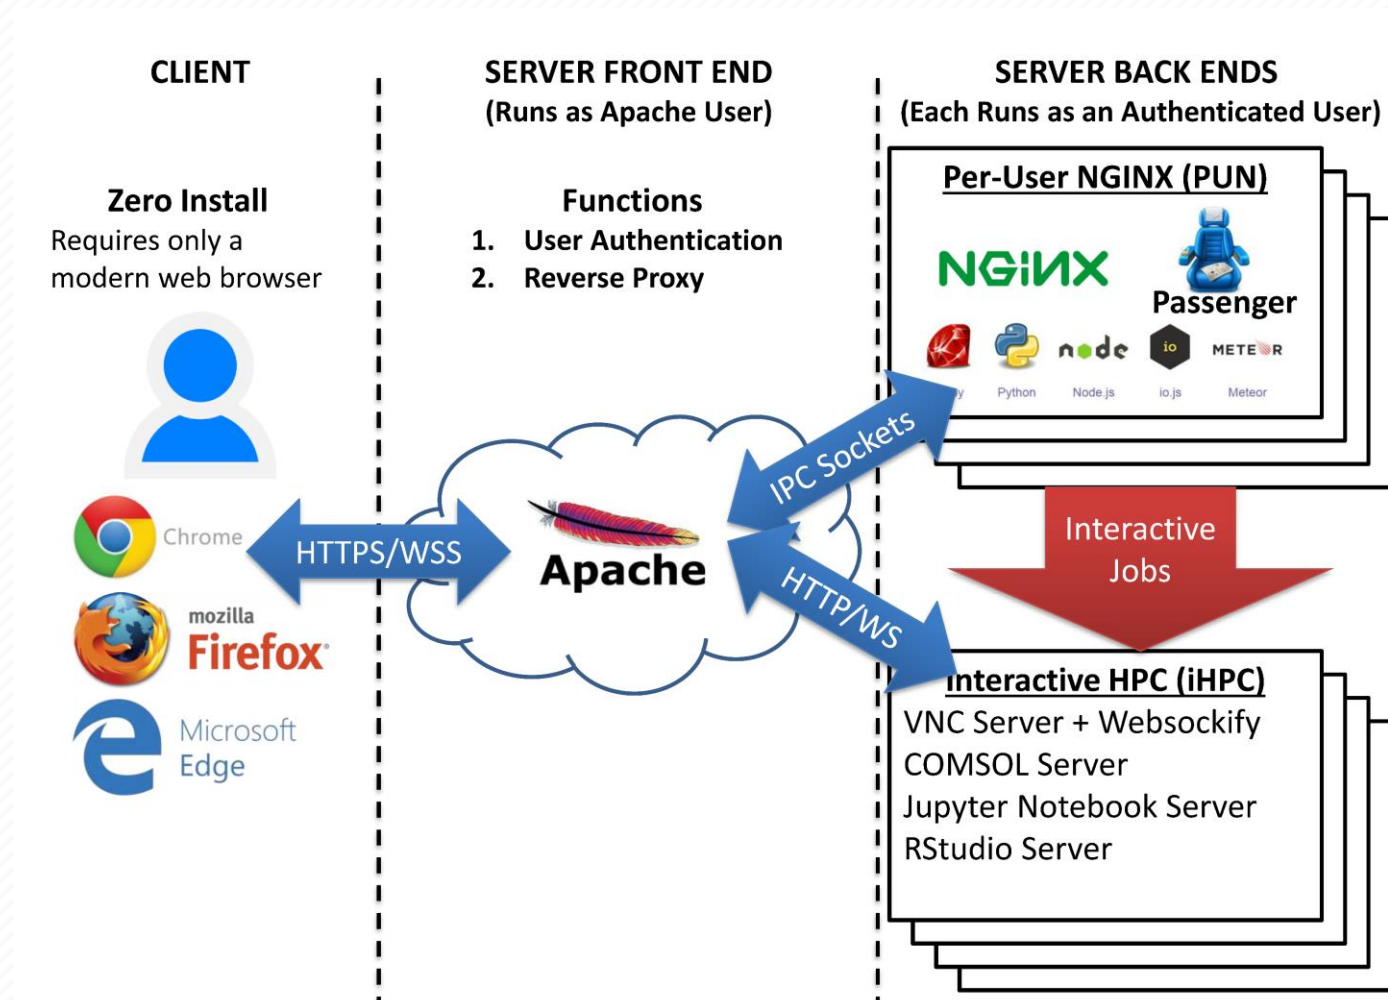 CLIENT
Zero Install
Requires only a
modern web browser
Chrome
mozilla
Firefox
Microsoft
Edge
HTTPS/WSS
SERVER FRONT END
(Runs as Apache User)
Functions
1. User Authentication
2. Reverse Proxy
Apache
IPC Sockets
HTTP/WS
SERVER BACK ENDS
(Each Runs as an Authenticated User)
Per-User NGINX (PUN)
NGINX
Passenger
node
io
METEOR
Python
Node.js
io.js
Meteor
Interactive
Jobs
Interactive HPC (iHPC)
VNC Server + Websockify
COMSOL Server
Jupyter Notebook Server
RStudio Server